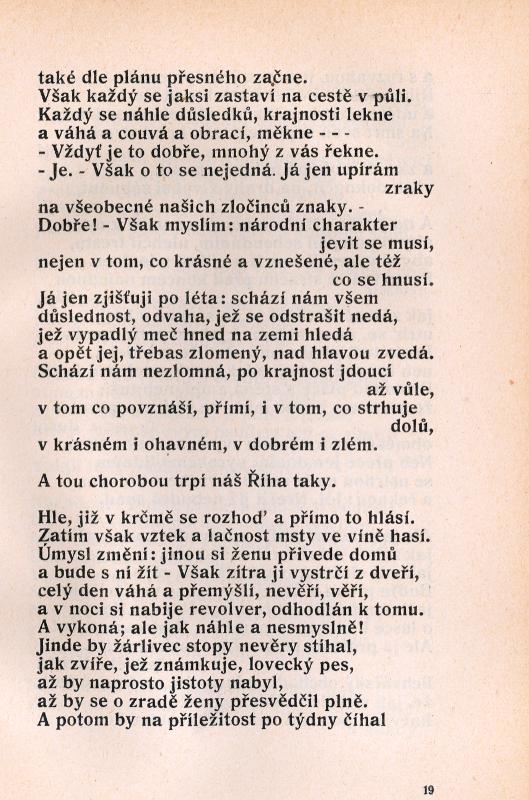 také dle plánu přesného začne.
Však každý se jaksi zastaví na cestě v půli.
Každý se náhle důsledků, krajnosti lekne
a váhá a couvá a obrací, měkne - - -
- Vždyť je to dobře, mnohý z vás řekne.
- Je. - Však o to se nejedná. Já jen upírám
zraky
na všeobecné našich zločinců znaky. -
Dobře! - Však myslím: národní charakter
jevit se musí,
nejen v tom, co krásné a vznešené, ale též
co se hnusí.
Já jen zjišťuji po léta: schází nám všem
důslednost, odvaha, jež se odstrašit nedá,
jež vypadlý meč hned na zemi hledá
a opět jej, třebas zlomený, nad hlavou zvedá.
Schází nám nezlomná, po krajnost jdoucí
až vůle,
v tom co povznáší, přímí, i v tom, co strhuje
dolů,
v krásném i ohavném, v dobrém i zlém.
A tou chorobou trpí náš Říha taky.
Hle, již v krčmě se rozhoď a přímo to hlásí.
Zatím však vztek a lačnost msty ve víně hasí.
Úmysl změní: jinou si ženu přivede domů
a bude s ní žít - Však zítra ji vystrčí z dveří,
celý den váhá a přemýšlí, nevěří, věří,
a v noci si nabije revolver, odhodlán k tomu.
A vykoná; ale jak náhle a nesmyslně!
Jinde by žárlivec stopy nevěry stíhal,
jak zvíře, jež známkuje, lovecký pes,
až by naprosto jistoty nabyl,
až by se o zradě ženy přesvědčil plně.
A potom by na příležitost po týdny číhal
19